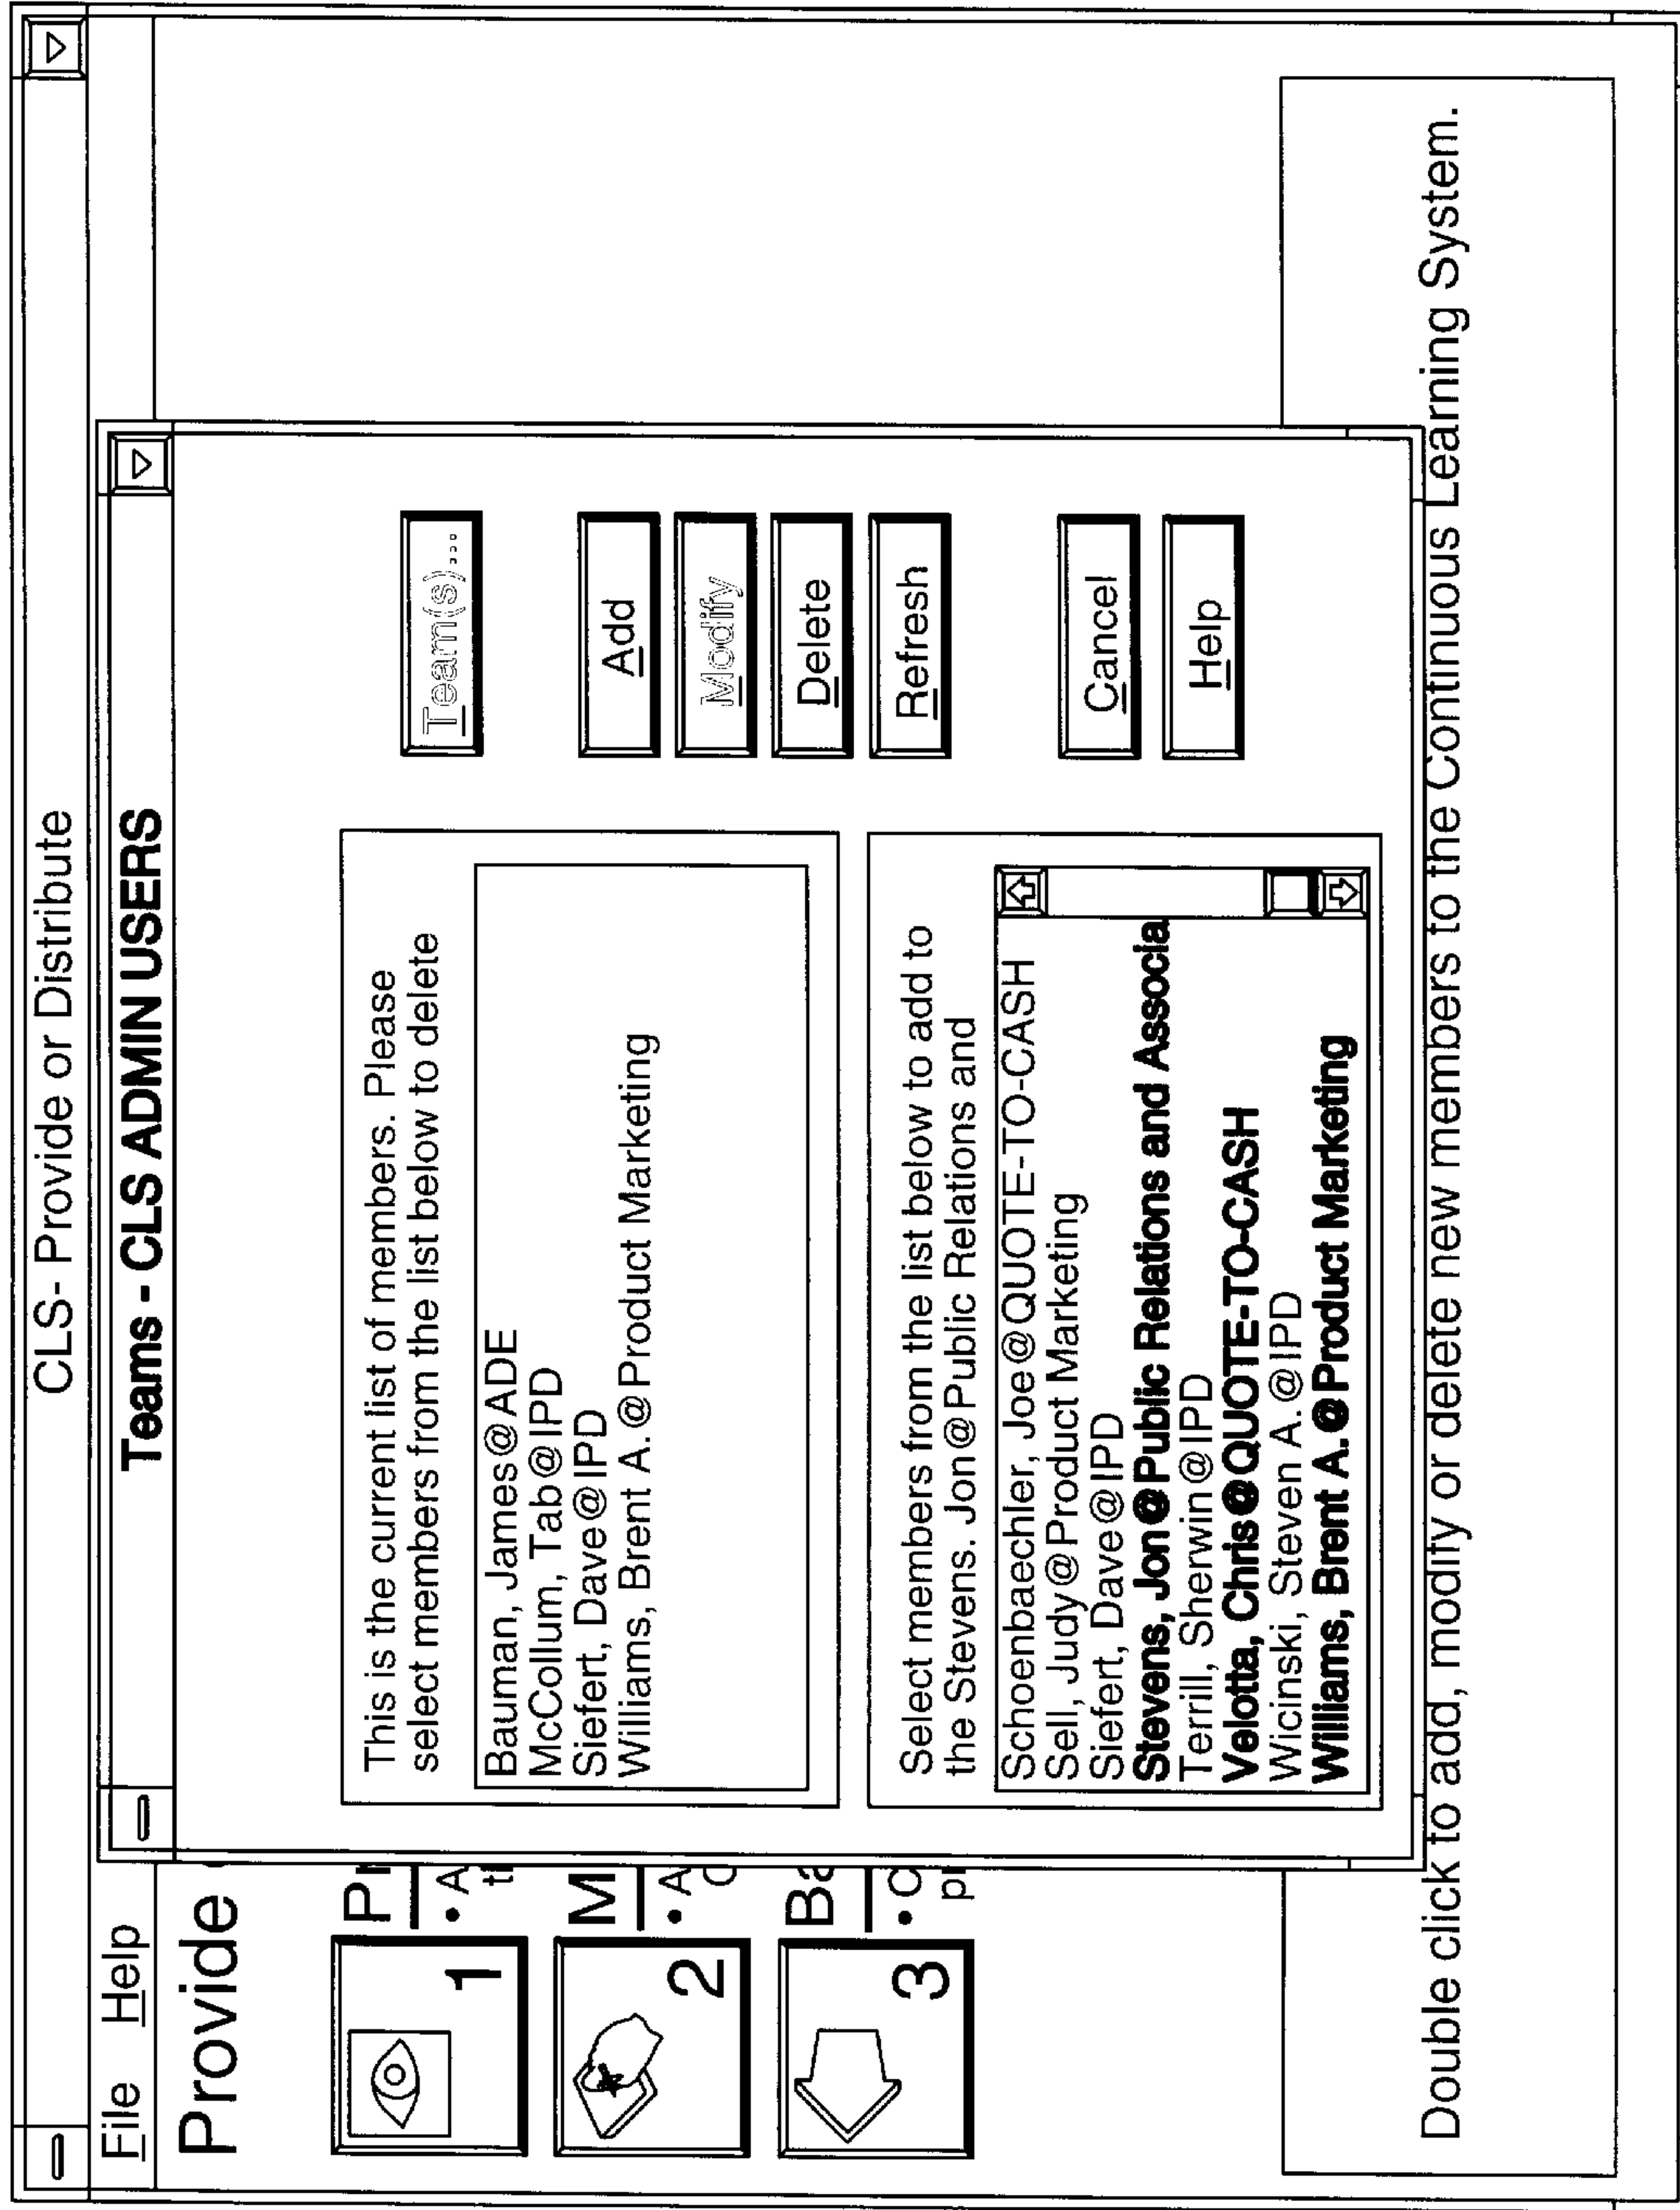 CLS- Provide or Distribute
File Help
Provide
Teams - CLS ADMIN USERS
1
Pr
• A
ti
2
M
• A
C
3
Ba
• C
pr
This is the current list of members. Please
select members from the list below to delete
Bauman, James@ADE
McCollum, Tab@IPD
Siefert, Dave@IPD
Williams, Brent A.@Product Marketing
Select members from the list below to add to
the Stevens. Jon@Public Relations and
Schoenbaechler, Joe@QUOTE-TO-CASH
Sell, Judy@Product Marketing
Siefert, Dave@IPD
Stevens, Jon@Public Relations and Associa
Terrill, Sherwin@IPD
Velotta, Chris@QUOTE-TO-CASH
Wicinski, Steven A.@IPD
Williams, Brent A.@Product Marketing
Team(s)...
Add
Modify
Delete
Refresh
Cancel
Help
Double click to add, modify or delete new members to the Continuous Learning System.